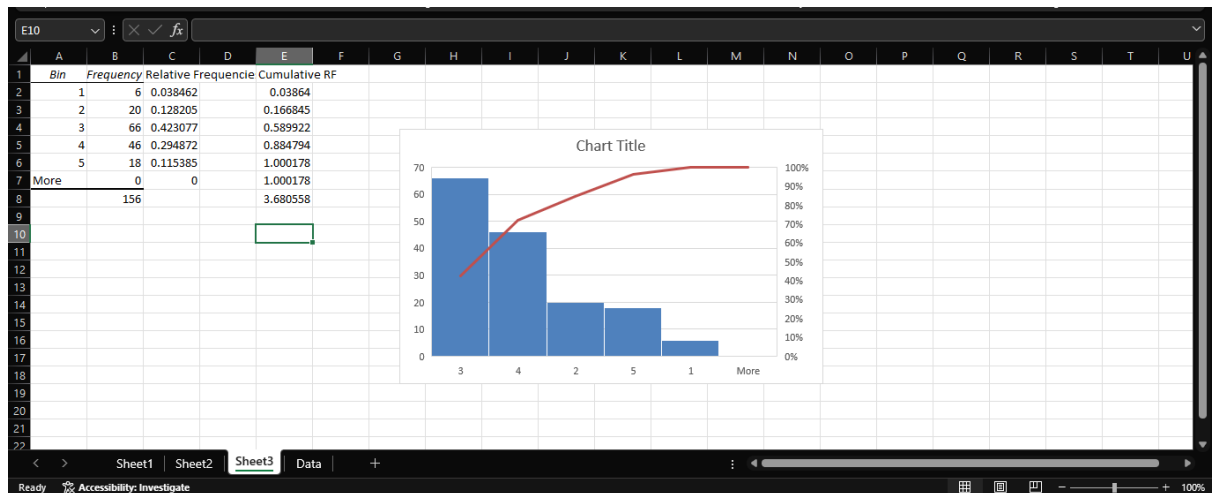 E10 fx
A B C D E F G H I J K L M N O P Q R S T U
1 Bin Frequency Relative Frequencie Cumulative RF
2 1 6 0.038462 0.03864
3 2 20 0.128205 0.166845
4 3 66 0.423077 0.589922
5 4 46 0.294872 0.884794
6 5 18 0.115385 1.000178
7 More 0 0 1.000178
8 156 3.680558
9
10
11
12
13
14
15
16
17
18
19
20
21
22
Chart Title
70 100%
90%
60 80%
50 70%
60%
40 50%
30 40%
20 30%
20%
10 10%
0 0%
3 4 2 5 1 More
Sheet1 Sheet2 Sheet3 Data +
Ready Accessibility: Investigate - + 100%